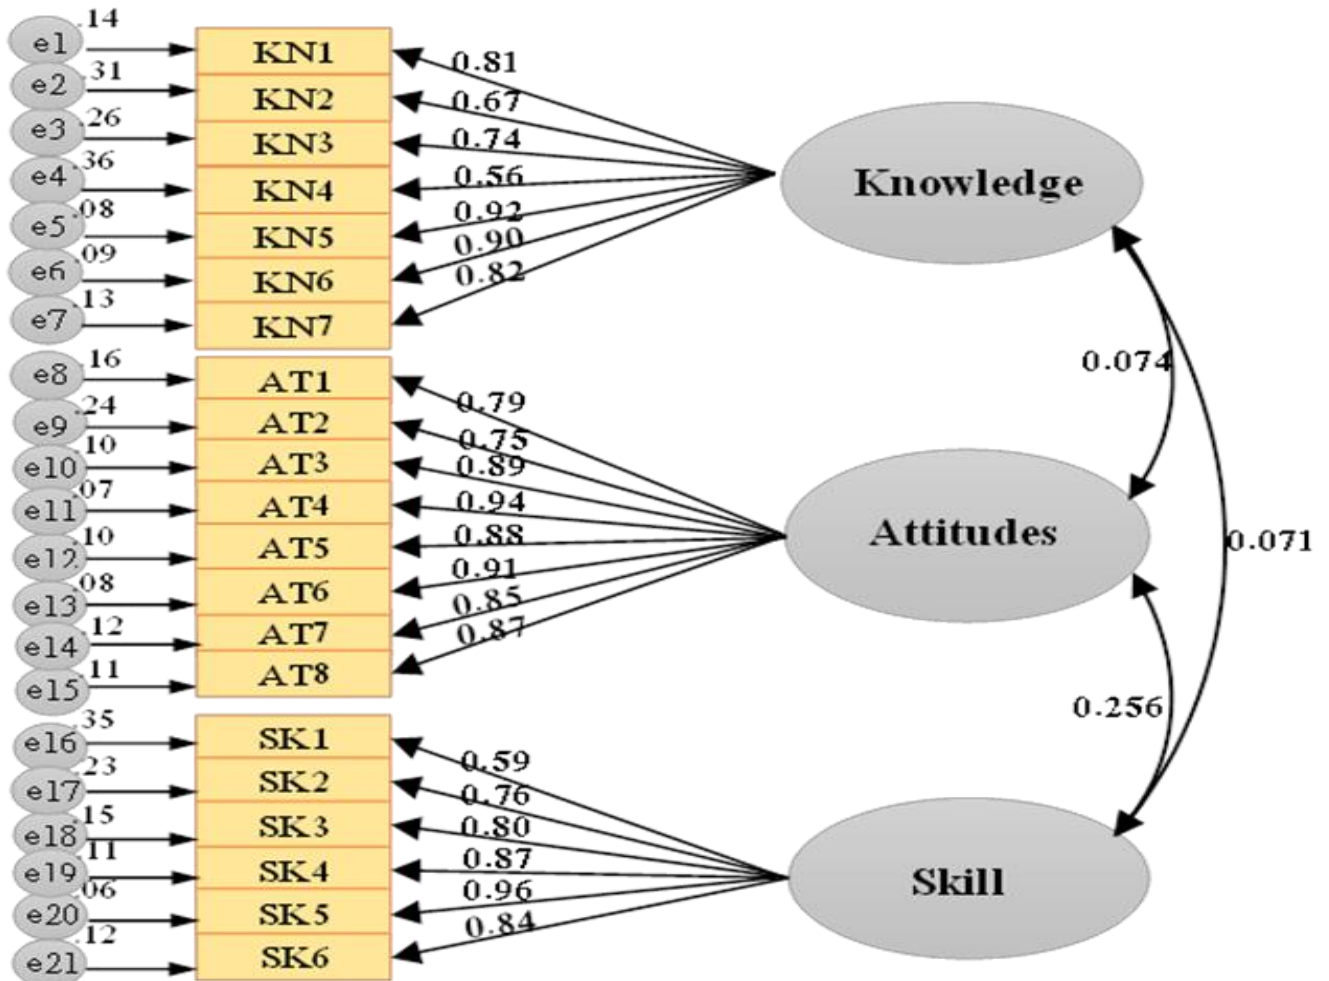 e1 .14 KN1 0.81
e2 .31 KN2 0.67
e3 .26 KN3 0.74
e4 .36 KN4 0.56
e5 .08 KN5 0.92
e6 .09 KN6 0.90
e7 .13 KN7 0.82
Knowledge
e8 .16 AT1 0.79
e9 .24 AT2 0.75
e10 .10 AT3 0.89
e11 .07 AT4 0.94
e12 .10 AT5 0.88
e13 .08 AT6 0.91
e14 .12 AT7 0.85
e15 .11 AT8 0.87
Attitudes
e16 .35 SK1 0.59
e17 .23 SK2 0.76
e18 .15 SK3 0.80
e19 .11 SK4 0.87
e20 .06 SK5 0.96
e21 .12 SK6 0.84
Skill
0.074
0.071
0.256